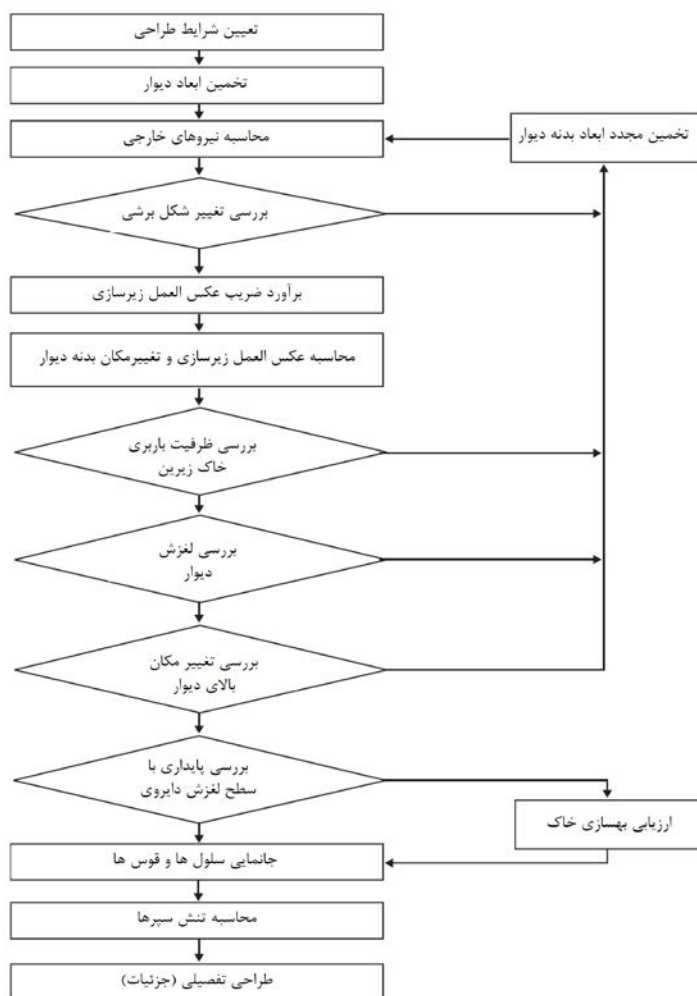 تعیین شرایط طراحی
تخمین ابعاد دیوار
محاسبه نیروهای خارجی
تخمین مجدد ابعاد بدنه دیوار
بررسی تغییر شکل برشی
برآورد ضریب عکس العمل زیرسازی
محاسبه عکس العمل زیرسازی و تغییرمکان بدنه دیوار
بررسی ظرفیت باربری
خاک زیرین
بررسی لغزش
دیوار
بررسی تغییر مکان
بالای دیوار
بررسی پایداری با
سطح لغزش دایروی
ارزیابی بهسازی خاک
جانمایی سلول ها و قوس ها
محاسبه تنش سپرها
طراحی تفصیلی (جزئیات)